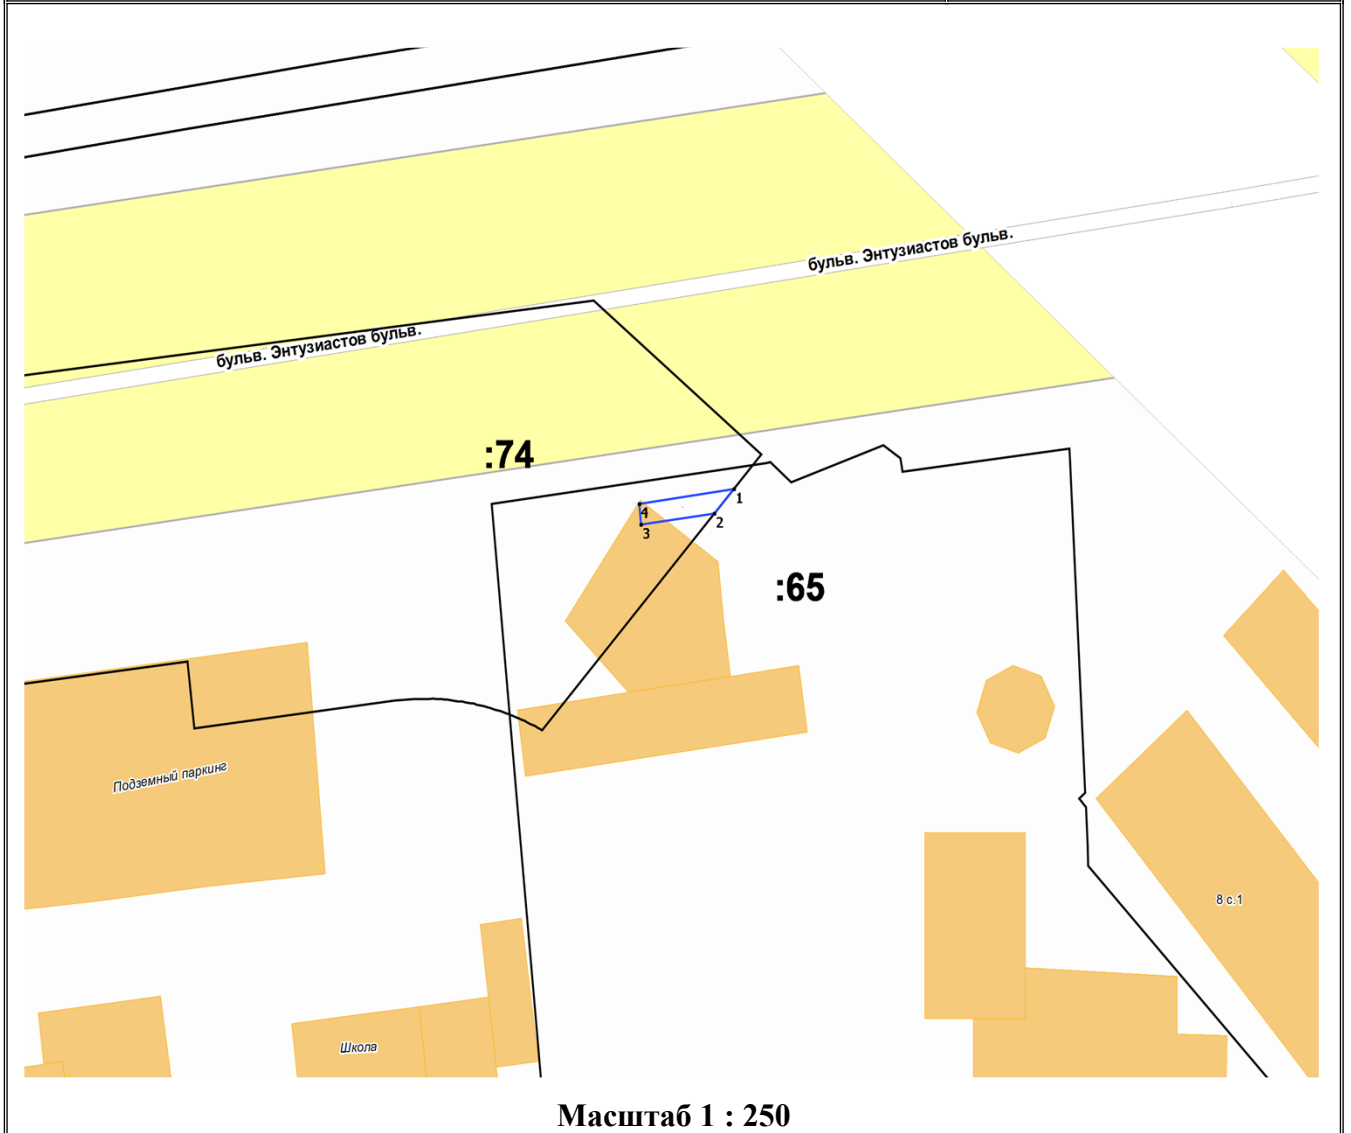 бульв. Энтузиастов бульв.
бульв. Энтузиастов бульв.
:74
1
4
2
3
:65
Подземный паркинг
8 с.1
Школа
Масштаб 1 : 250